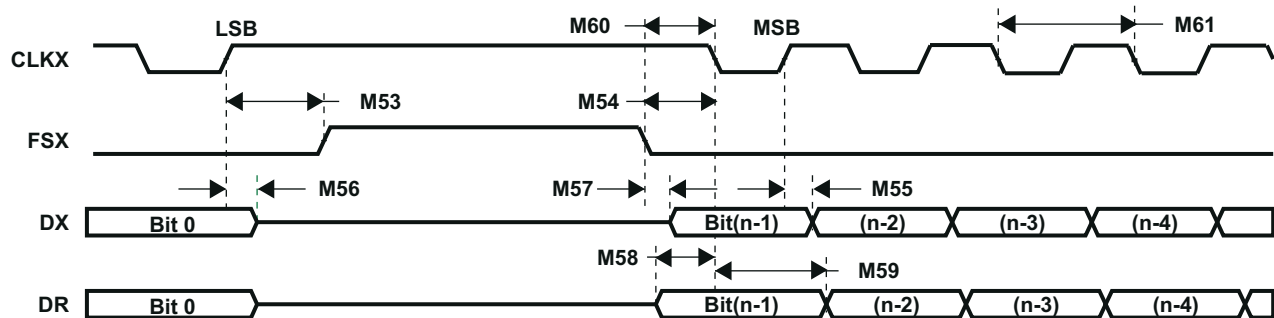 LSB
M60
MSB
M61
CLKX
M53
M54
FSX
M56
M57
M55
DX
Bit 0
Bit(n-1)
(n-2)
(n-3)
(n-4)
M58
M59
DR
Bit 0
Bit(n-1)
(n-2)
(n-3)
(n-4)